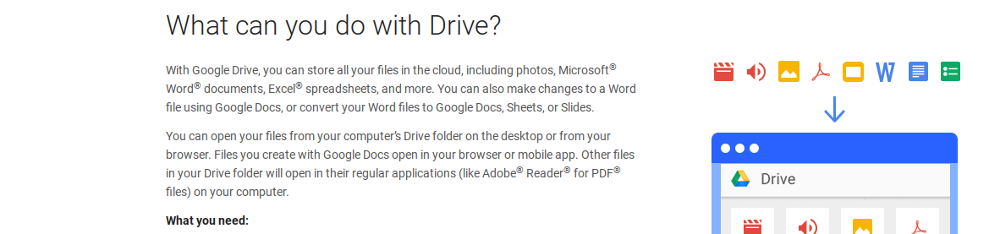 What can you do with Drive?
With Google Drive, you can store all your files in the cloud, including photos, Microsoft®
Word® documents, Excel® spreadsheets, and more. You can also make changes to a Word
file using Google Docs, or convert your Word files to Google Docs, Sheets, or Slides.
You can open your files from your computer's Drive folder on the desktop or from your
browser. Files you create with Google Docs open in your browser or mobile app. Other files
in your Drive folder will open in their regular applications (like Adobe® Reader® for PDF®
files) on your computer.
What you need:
W
Drive